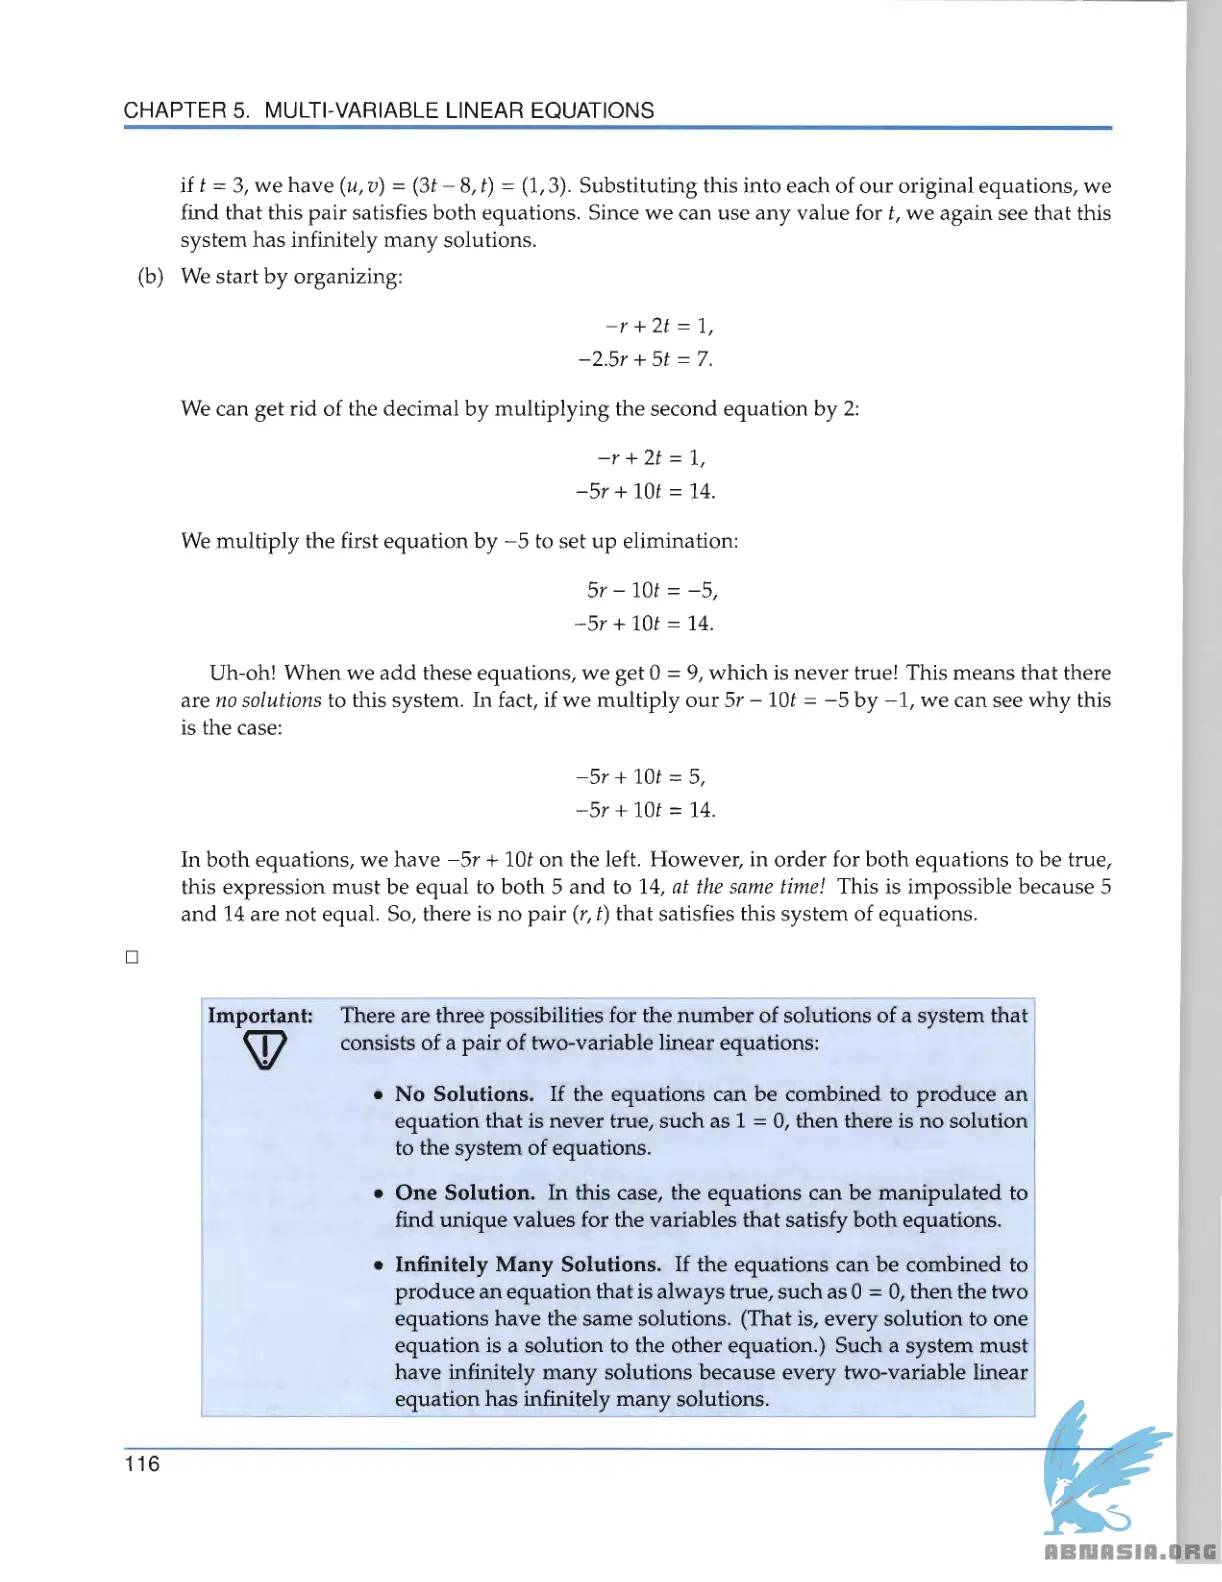 CHAPTER 5. MULTI-VARIABLE LINEAR EQUATIONS
if t = 3, we have (u, v) = (3t − 8, t) = (1, 3). Substituting this into each of our original equations, we
find that this pair satisfies both equations. Since we can use any value for t, we again see that this
system has infinitely many solutions.
(b) We start by organizing:
−r + 2t = 1,
−2.5r + 5t = 7.
We can get rid of the decimal by multiplying the second equation by 2:
−r + 2t = 1,
−5r + 10t = 14.
We multiply the first equation by −5 to set up elimination:
5r − 10t = −5,
−5r + 10t = 14.
Uh-oh! When we add these equations, we get 0 = 9, which is never true! This means that there
are no solutions to this system. In fact, if we multiply our 5r − 10t = −5 by −1, we can see why this
is the case:
−5r + 10t = 5,
−5r + 10t = 14.
In both equations, we have −5r + 10t on the left. However, in order for both equations to be true,
this expression must be equal to both 5 and to 14, at the same time! This is impossible because 5
and 14 are not equal. So, there is no pair (r, t) that satisfies this system of equations.
□
Important: There are three possibilities for the number of solutions of a system that
consists of a pair of two-variable linear equations:
• No Solutions. If the equations can be combined to produce an
equation that is never true, such as 1 = 0, then there is no solution
to the system of equations.
• One Solution. In this case, the equations can be manipulated to
find unique values for the variables that satisfy both equations.
• Infinitely Many Solutions. If the equations can be combined to
produce an equation that is always true, such as 0 = 0, then the two
equations have the same solutions. (That is, every solution to one
equation is a solution to the other equation.) Such a system must
have infinitely many solutions because every two-variable linear
equation has infinitely many solutions.
116
ABNASIA.ORG